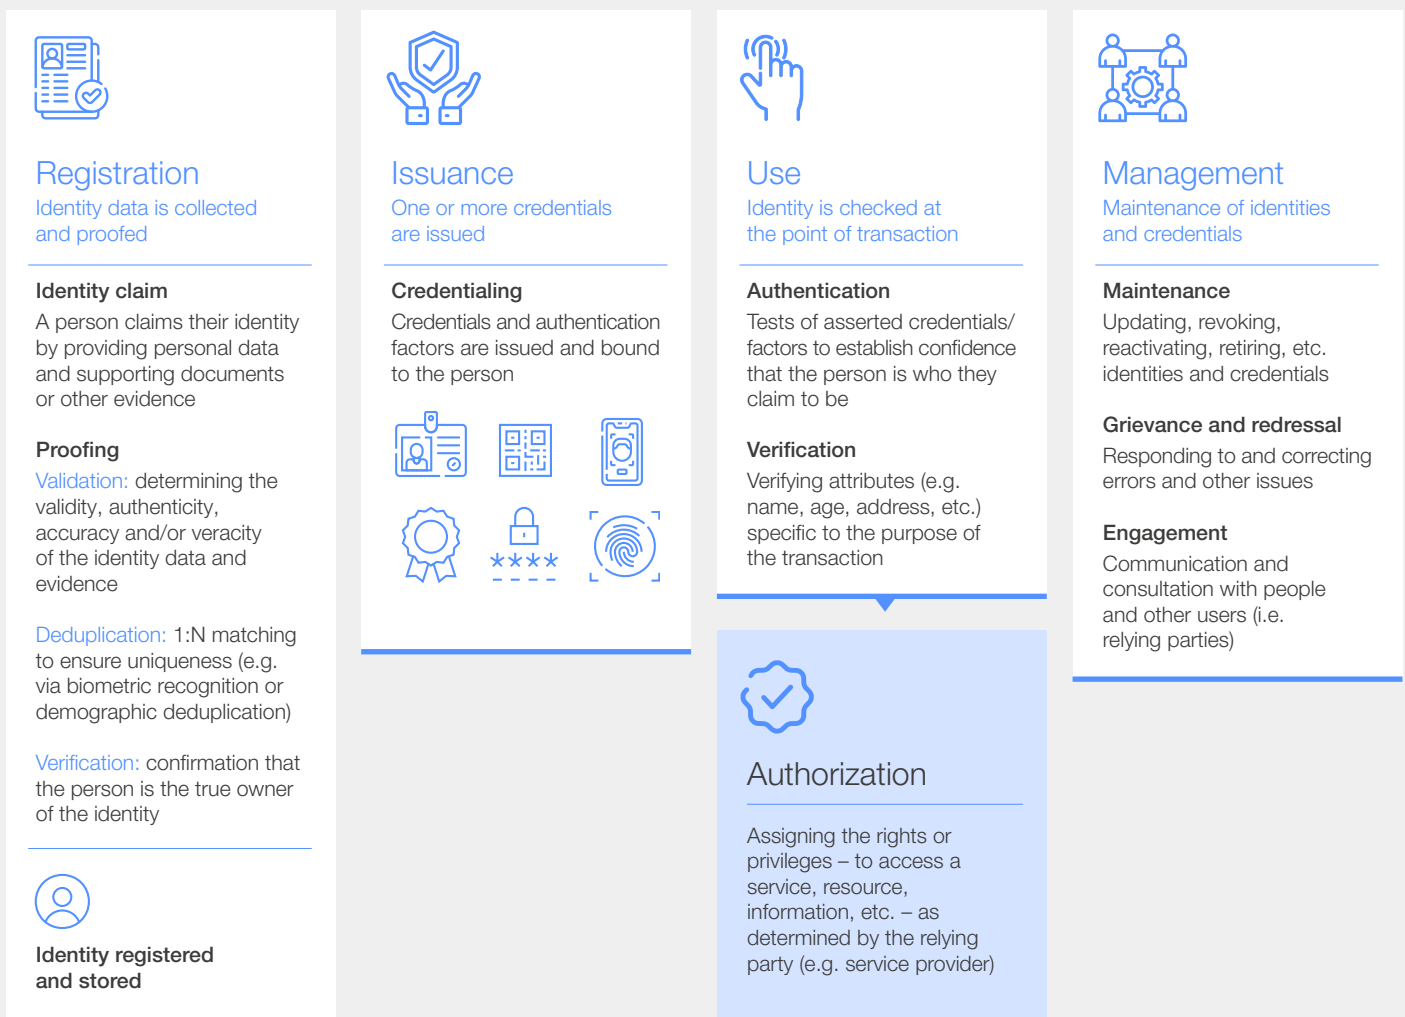 Registration
Identity data is collected
and proofed
Identity claim
A person claims their identity
by providing personal data
and supporting documents
or other evidence
Proofing
Validation: determining the
validity, authenticity,
accuracy and/or veracity
of the identity data and
evidence
Deduplication: 1:N matching
to ensure uniqueness (e.g.
via biometric recognition or
demographic deduplication)
Verification: confirmation that
the person is the true owner
of the identity
Identity registered
and stored
Issuance
One or more credentials
are issued
Credentialing
Credentials and authentication
factors are issued and bound
to the person
****
Use
Identity is checked at
the point of transaction
Authentication
Tests of asserted credentials/
factors to establish confidence
that the person is who they
claim to be
Verification
Verifying attributes (e.g.
name, age, address, etc.)
specific to the purpose of
the transaction
Authorization
Assigning the rights or
privileges – to access a
service, resource,
information, etc. – as
determined by the relying
party (e.g. service provider)
Management
Maintenance of identities
and credentials
Maintenance
Updating, revoking,
reactivating, retiring, etc.
identities and credentials
Grievance and redressal
Responding to and correcting
errors and other issues
Engagement
Communication and
consultation with people
and other users (i.e.
relying parties)